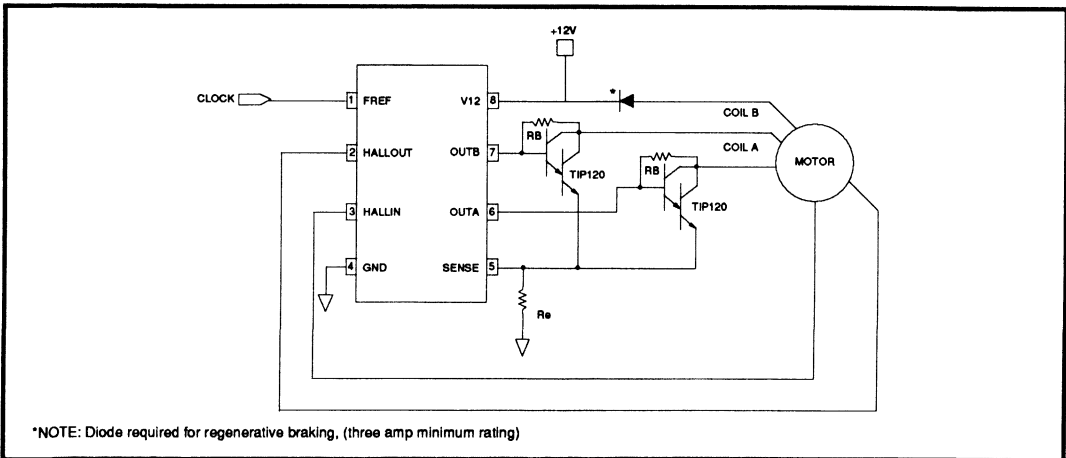 +12V
CLOCK
1 FREF
V12 8
*
COIL B
RB
COIL A
2 HALLOUT
OUTB 7
MOTOR
RB
TIP120
TIP120
3 HALLIN
OUTA 6
4 GND
SENSE 5
Re
*NOTE: Diode required for regenerative braking, (three amp minimum rating)